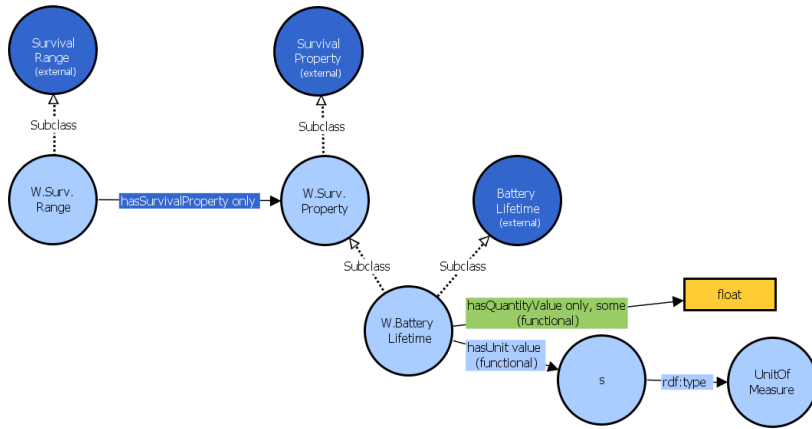 Survival
Range
(external)
Survival
Property
(external)
Subclass
Subclass
W.Surv.
Range
hasSurvivalProperty only
W.Surv.
Property
Battery
Lifetime
(external)
Subclass
Subclass
W.Battery
Lifetime
hasQuantityValue only, some
(functional)
float
hasUnit value
(functional)
s
rdf:type
UnitOf
Measure